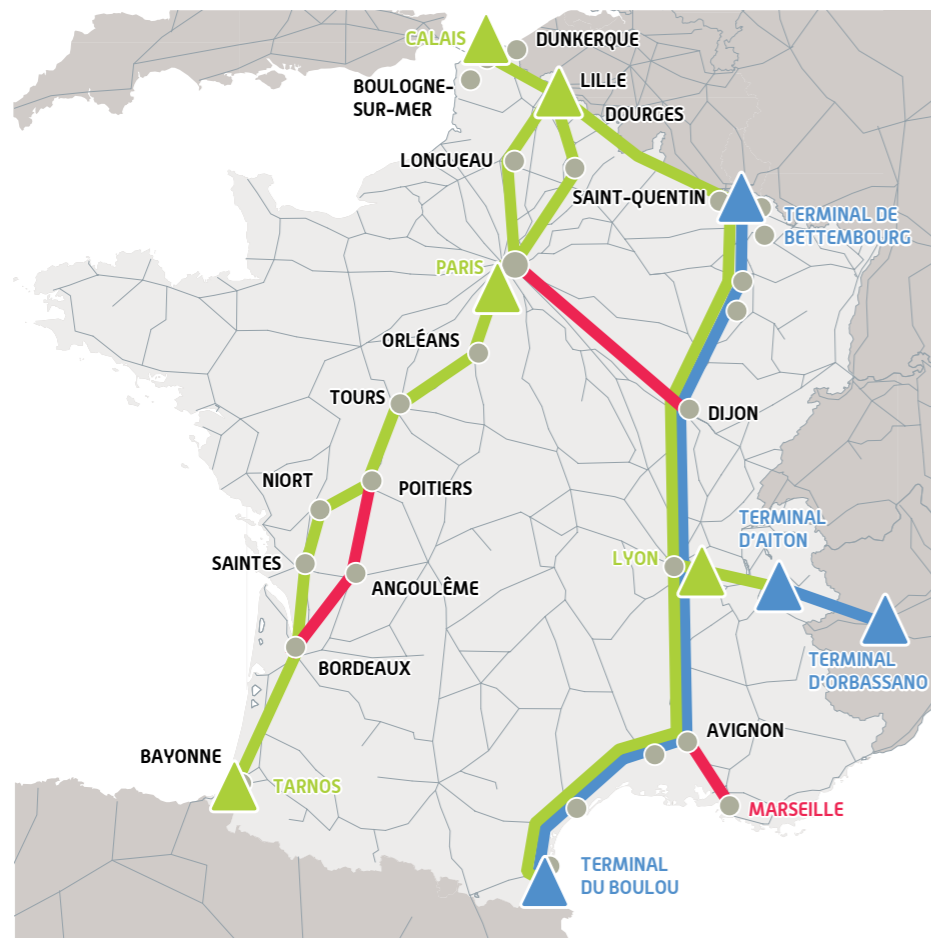 CALAIS
DUNKERQUE
BOULOGNE-
SUR-MER
LILLE
DOURGES
LONGUEAU
SAINT-QUENTIN
TERMINAL DE
BETTEMBOURG
PARIS
ORLÉANS
TOURS
DIJON
NIORT
POITIERS
TERMINAL
D'AITON
SAINTES
LYON
ANGOULÊME
TERMINAL
D'ORBASSANO
BORDEAUX
AVIGNON
BAYONNE
TARNOS
MARSEILLE
TERMINAL
DU BOULOU